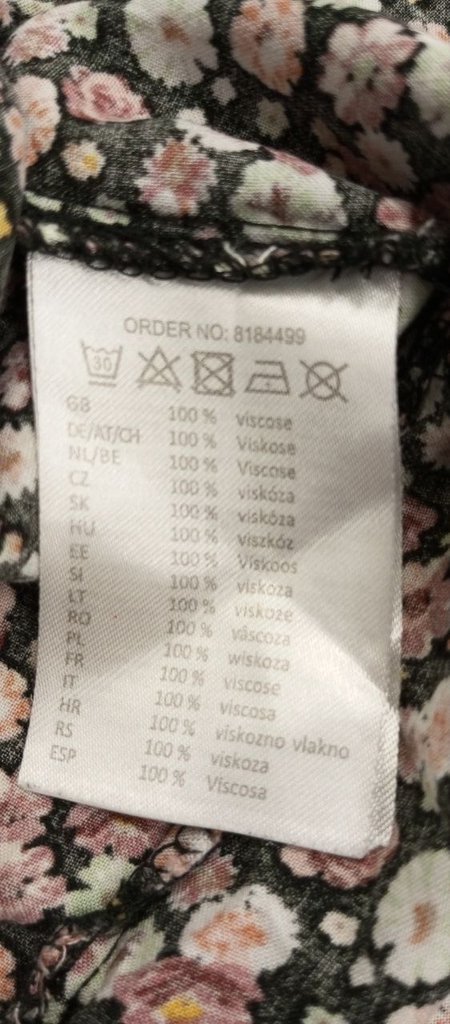 ORDER NO: 8184499
30
GB 100 % viscose
DE/AT/CH 100 % Viskose
NL/BE 100 % Viscose
CZ 100 % viskóza
SK 100 % viskóza
HU 100 % viszkóz
EE 100 % Viskoos
SI 100 % viskoza
LT 100 % viskozė
RO 100 % vâscoza
PL 100 % wiskoza
FR 100 % viscose
IT 100 % viscosa
HR 100 % viskozno vlakno
RS 100 % viskoza
ESP 100 % Viscosa